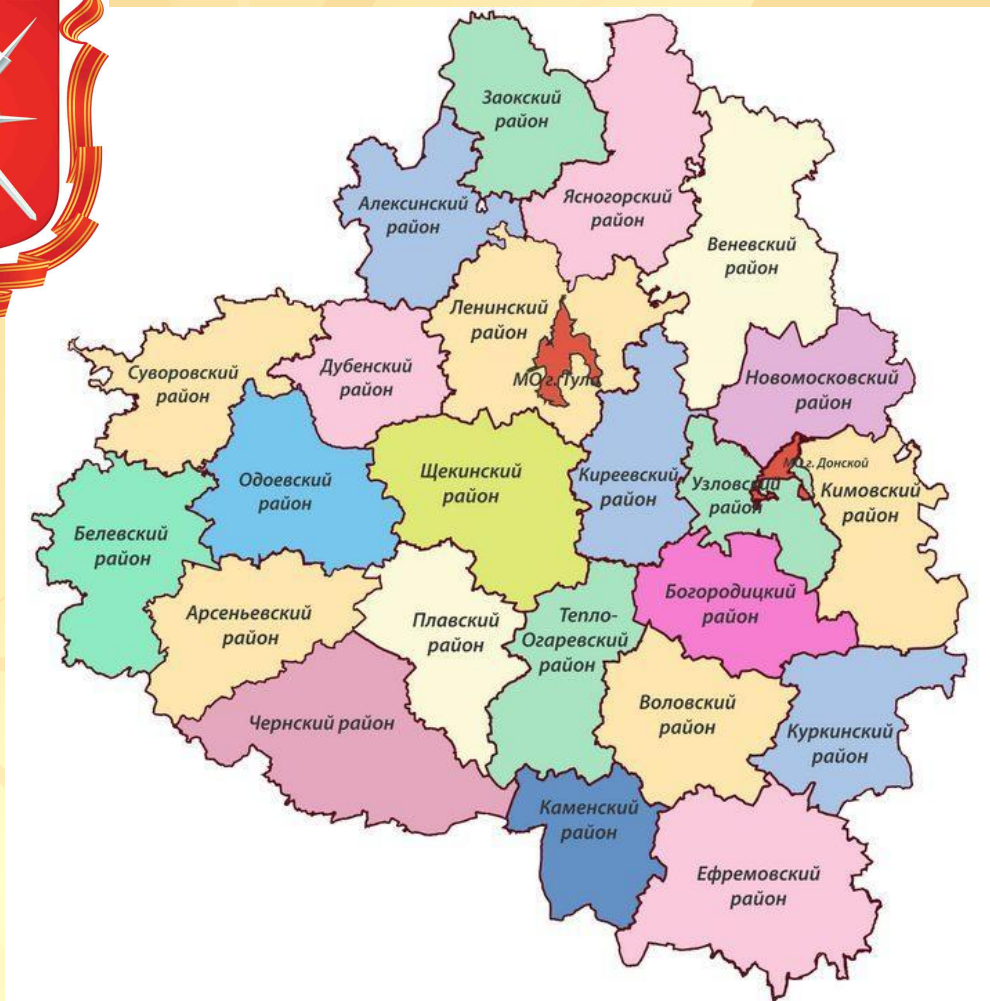 Заокский
район
Ясногорский
район
Алексинский
район
Веневский
район
Ленинский
район
Дубенский
район
Суворовский
район
МО г. Тула
Новомосковский
район
Одоевский
район
Щекинский
район
Киреевский
район
Узловский
район
МО г. Донской
Кимовский
район
Белевский
район
Арсеньевский
район
Плавский
район
Тепло-
Огаревский
район
Богородицкий
район
Чернский район
Воловский
район
Куркинский
район
Каменский
район
Ефремовский
район